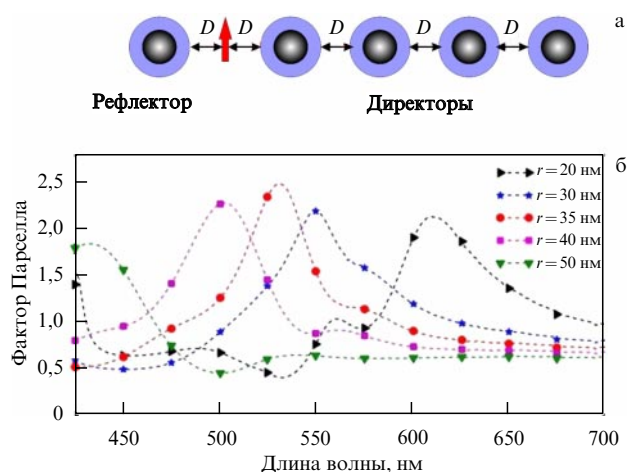 а
D D D D D
Рефлектор Директоры
б
Фактор Парселла
2,5
2,0
1,5
1,0
0,5
0
r = 20 нм
r = 30 нм
r = 35 нм
r = 40 нм
r = 50 нм
450 500 550 600 650 700
Длина волны, нм